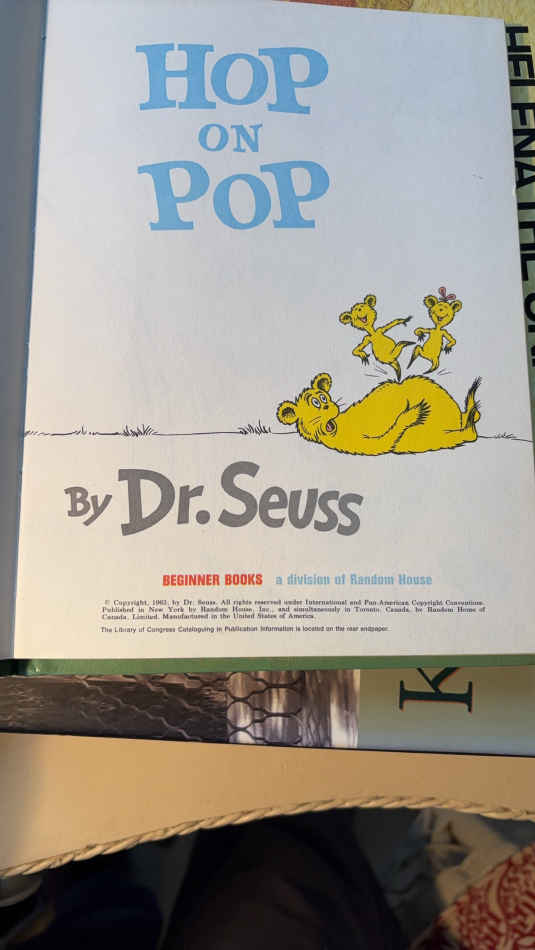 HOP
ON
POP
By Dr. Seuss
BEGINNER BOOKS a division of Random House
© Copyright, 1963, by Dr. Seuss. All rights reserved under International and Pan-American Copyright Conventions.
Published in New York by Random House, Inc., and simultaneously in Toronto, Canada, by Random House of
Canada, Limited. Manufactured in the United States of America.
The Library of Congress Cataloguing in Publication Information is located on the rear endpaper.
HELENA
K